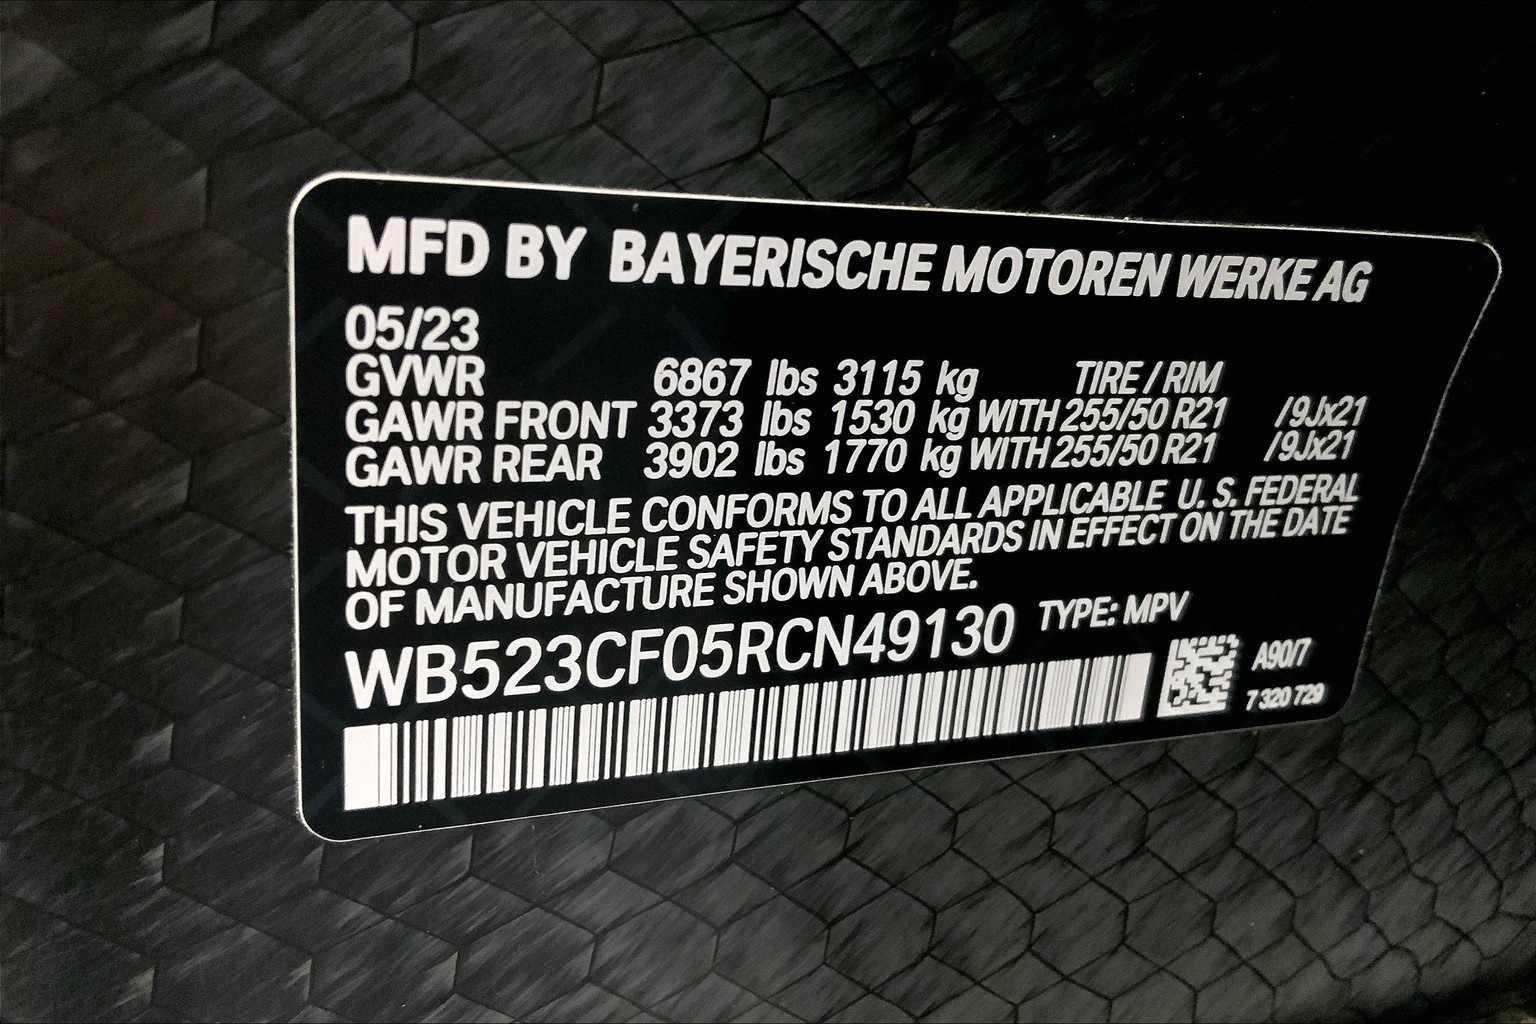 MFD BY BAYERISCHE MOTOREN WERKE AG
05/23
GVWR 6867 lbs 3115 kg TIRE / RIM
GAWR FRONT 3373 lbs 1530 kg WITH 255/50 R21 /9Jx21
GAWR REAR 3902 lbs 1770 kg WITH 255/50 R21 /9Jx21
THIS VEHICLE CONFORMS TO ALL APPLICABLE U. S. FEDERAL
MOTOR VEHICLE SAFETY STANDARDS IN EFFECT ON THE DATE
OF MANUFACTURE SHOWN ABOVE.
WB523CF05RCN49130 TYPE: MPV
A90/7
7 320 729